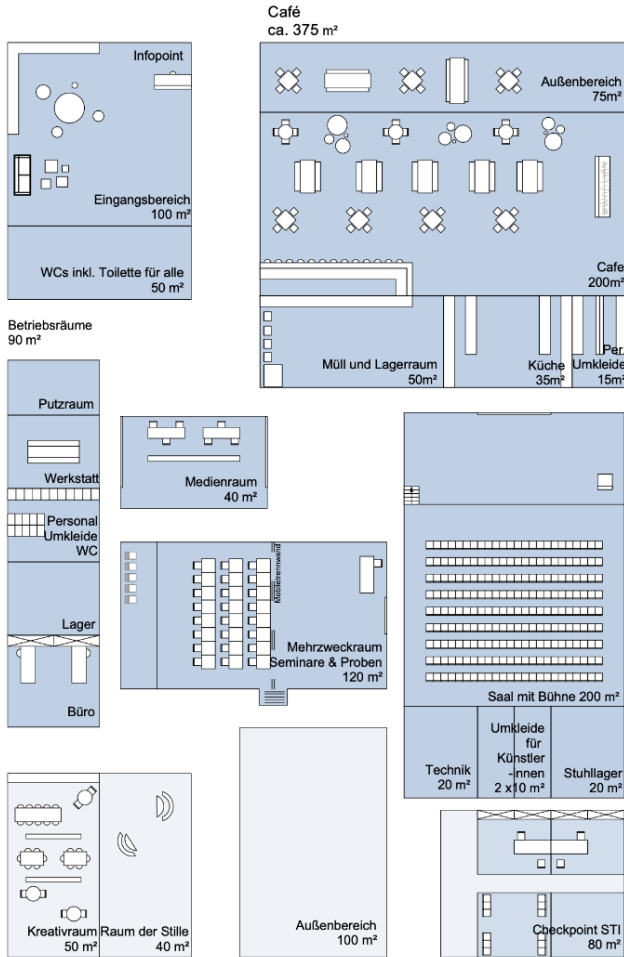 Café
ca. 375 m²
Infopoint
Eingangsbereich
100 m²
WCs inkl. Toilette für alle
50 m²
Außenbereich
75m²
Cafe
200m²
Müll und Lagerraum
50m²
Küche
35m²
Per.
Umkleide
15m²
Betriebsräume
90 m²
Putzraum
Werkstatt
Personal
Umkleide
WC
Lager
Büro
Medienraum
40 m²
Mobiletrennwand
Mehrzweckraum
Seminare & Proben
120 m²
Saal mit Bühne 200 m²
Technik
20 m²
Umkleide
für
Künstler
-innen
2 x10 m²
Stuhllager
20 m²
Kreativraum
50 m²
Raum der Stille
40 m²
Außenbereich
100 m²
Checkpoint STI
80 m²